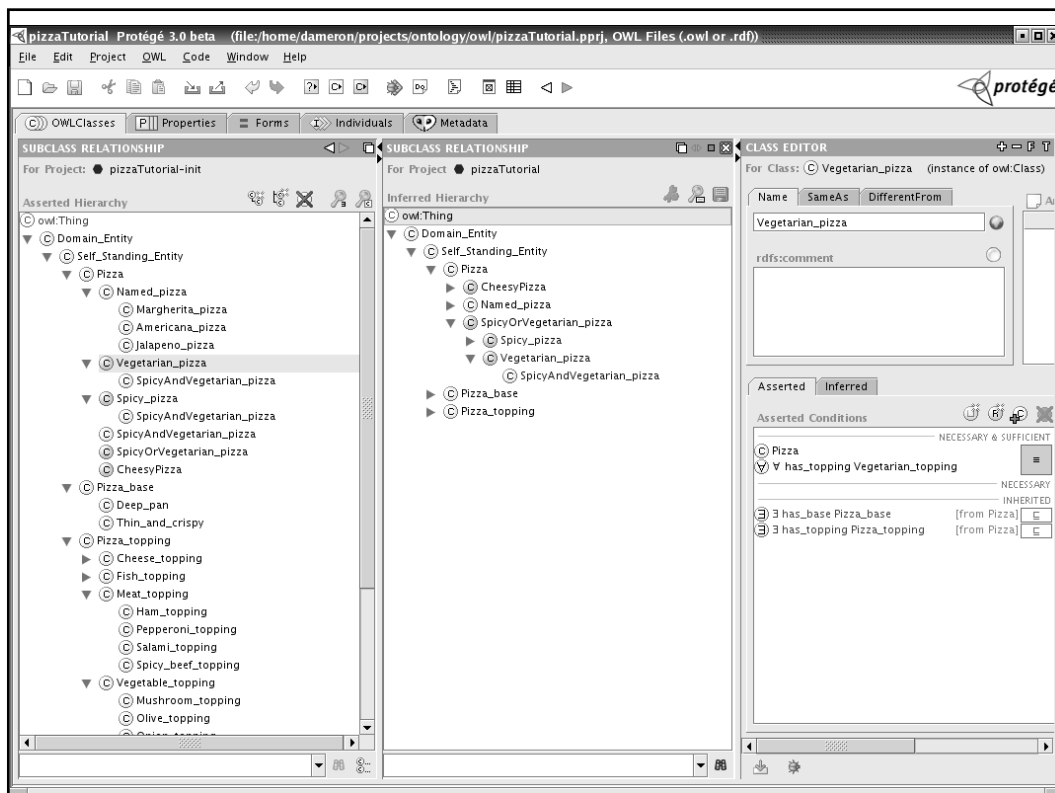 pizzaTutorial Protégé 3.0 beta (file:/home/dameron/projects/ontology/owl/pizzaTutorial.pprj, OWL Files (.owl or .rdf))
File Edit Project OWL Code Window Help
protégé
OWLClasses Properties Forms Individuals Metadata
SUBCLASS RELATIONSHIP
For Project: pizzaTutorial-init
Asserted Hierarchy
owl:Thing
Domain_Entity
Self_Standing_Entity
Pizza
Named_pizza
Margherita_pizza
Americana_pizza
Jalapeno_pizza
Vegetarian_pizza
SpicyAndVegetarian_pizza
Spicy_pizza
SpicyAndVegetarian_pizza
SpicyAndVegetarian_pizza
SpicyOrVegetarian_pizza
CheesyPizza
Pizza_base
Deep_pan
Thin_and_crispy
Pizza_topping
Cheese_topping
Fish_topping
Meat_topping
Ham_topping
Pepperoni_topping
Salami_topping
Spicy_beef_topping
Vegetable_topping
Mushroom_topping
Olive_topping
SUBCLASS RELATIONSHIP
For Project pizzaTutorial
Inferred Hierarchy
owl:Thing
Domain_Entity
Self_Standing_Entity
Pizza
CheesyPizza
Named_pizza
SpicyOrVegetarian_pizza
Spicy_pizza
Vegetarian_pizza
SpicyAndVegetarian_pizza
Pizza_base
Pizza_topping
CLASS EDITOR
For Class: Vegetarian_pizza (instance of owl:Class)
Name SameAs DifferentFrom
Vegetarian_pizza
rdfs:comment
Asserted Inferred
Asserted Conditions
NECESSARY & SUFFICIENT
Pizza
∀ has_topping Vegetarian_topping
NECESSARY
INHERITED
∃ has_base Pizza_base [from Pizza]
∃ has_topping Pizza_topping [from Pizza]